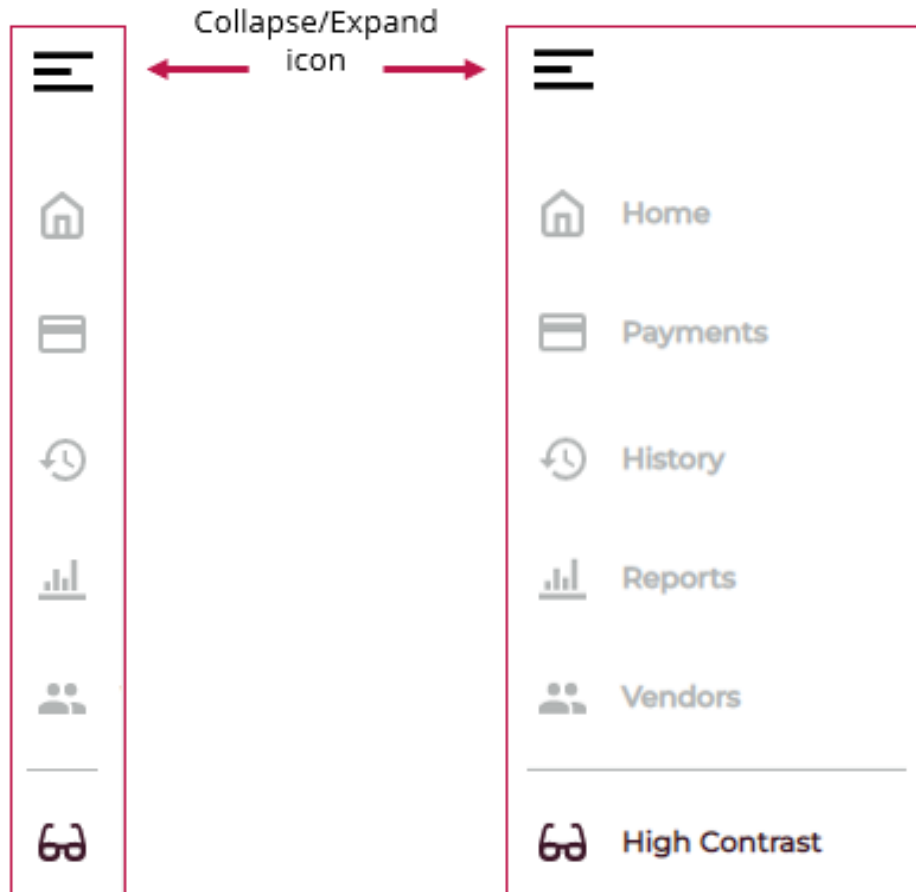 Collapse/Expand
icon
Home
Payments
History
Reports
Vendors
High Contrast